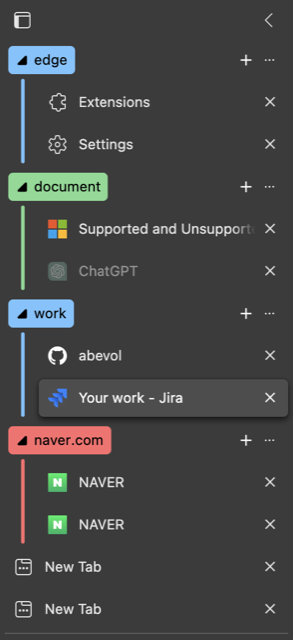 edge
Extensions
Settings
document
Supported and Unsupporte
ChatGPT
work
abevol
Your work - Jira
naver.com
N NAVER
N NAVER
New Tab
New Tab